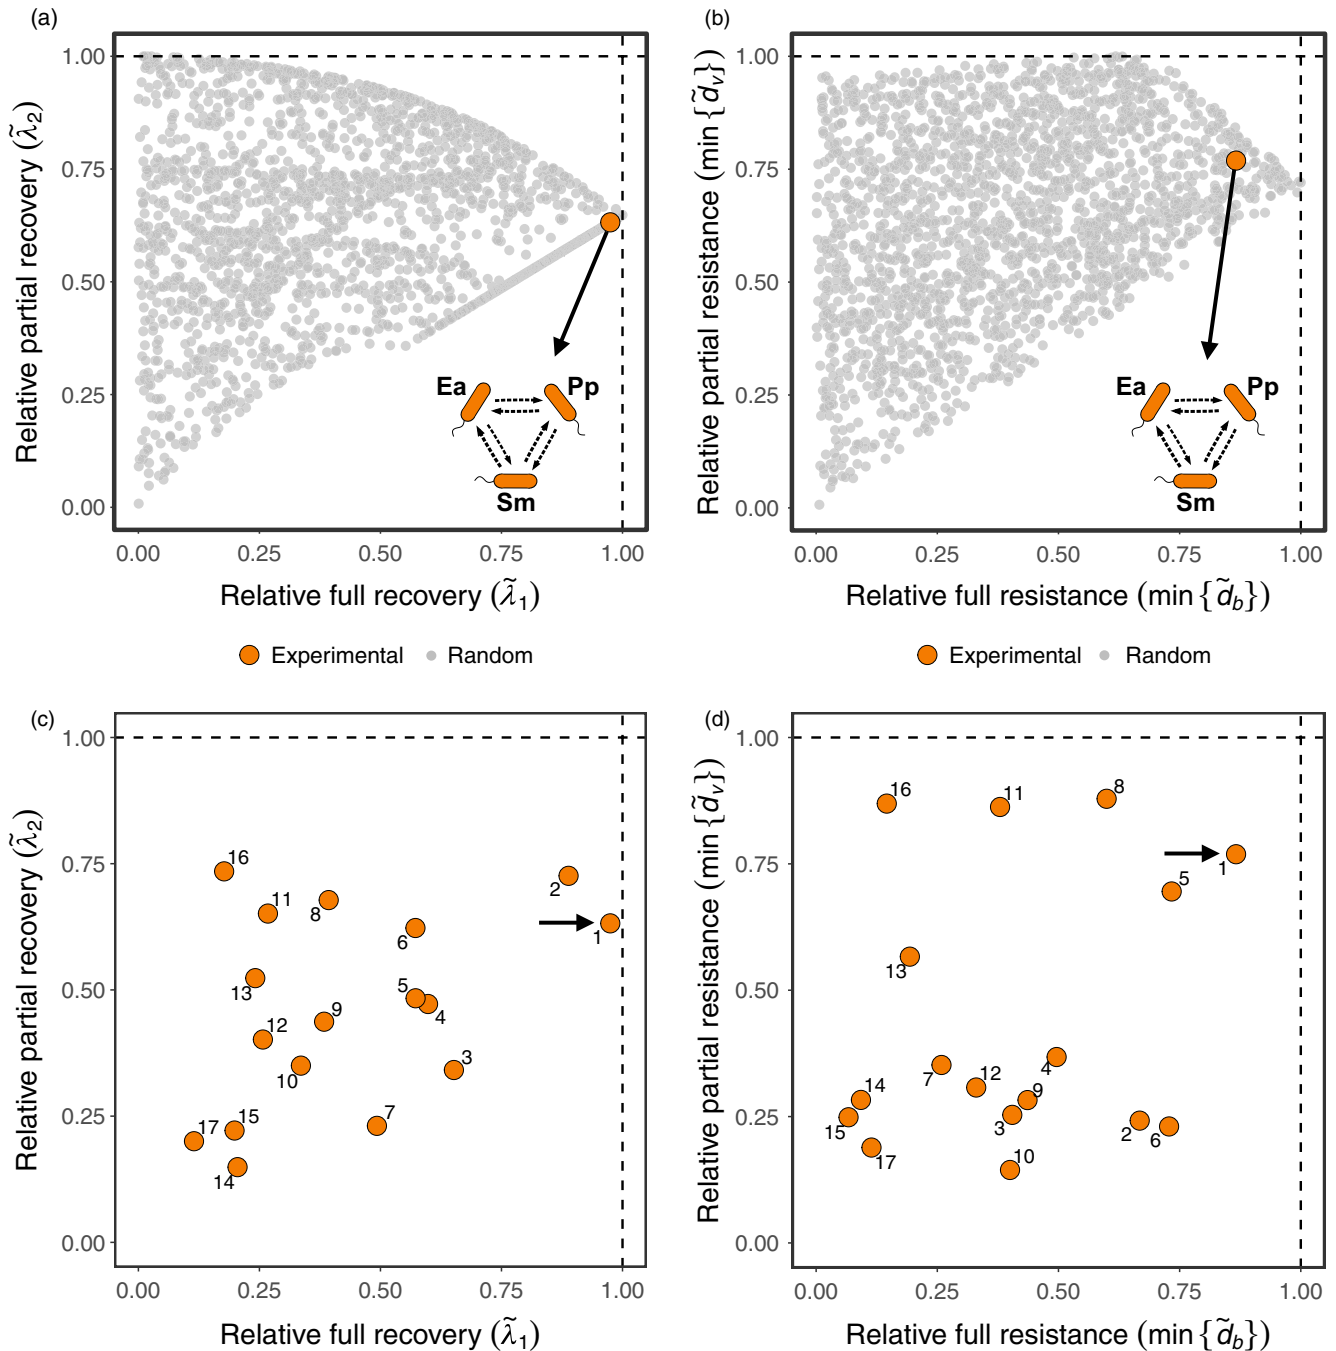 (a)
1.00
0.75
0.50
0.25
0.00
Relative partial recovery (λ̃₂)
Ea
Pp
Sm
0.00 0.25 0.50 0.75 1.00
Relative full recovery (λ̃₁)
Experimental Random
(b)
1.00
0.75
0.50
0.25
0.00
Relative partial resistance (min {d̃ᵥ})
Ea
Pp
Sm
0.00 0.25 0.50 0.75 1.00
Relative full resistance (min {d̃_b})
Experimental Random
(c)
1.00
0.75
0.50
0.25
0.00
Relative partial recovery (λ̃₂)
16
2
11
8
1
6
13
5
4
9
12
3
10
7
15
17
14
0.00 0.25 0.50 0.75 1.00
Relative full recovery (λ̃₁)
(d)
1.00
0.75
0.50
0.25
0.00
Relative partial resistance (min {d̃ᵥ})
16
11
8
1
5
13
4
7
12
9
14
3
15
2
6
17
10
0.00 0.25 0.50 0.75 1.00
Relative full resistance (min {d̃_b})